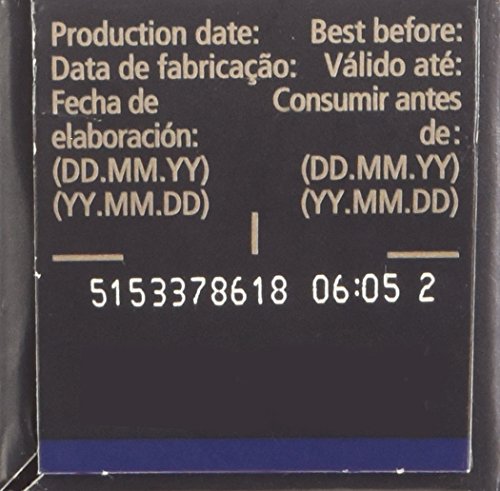 Production date: Best before:
Data de fabricação: Válido até:
Fecha de Consumir antes
elaboración: de:
(DD.MM.YY) (DD.MM.YY)
(YY.MM.DD) (YY.MM.DD)
5153378618 06:05 2